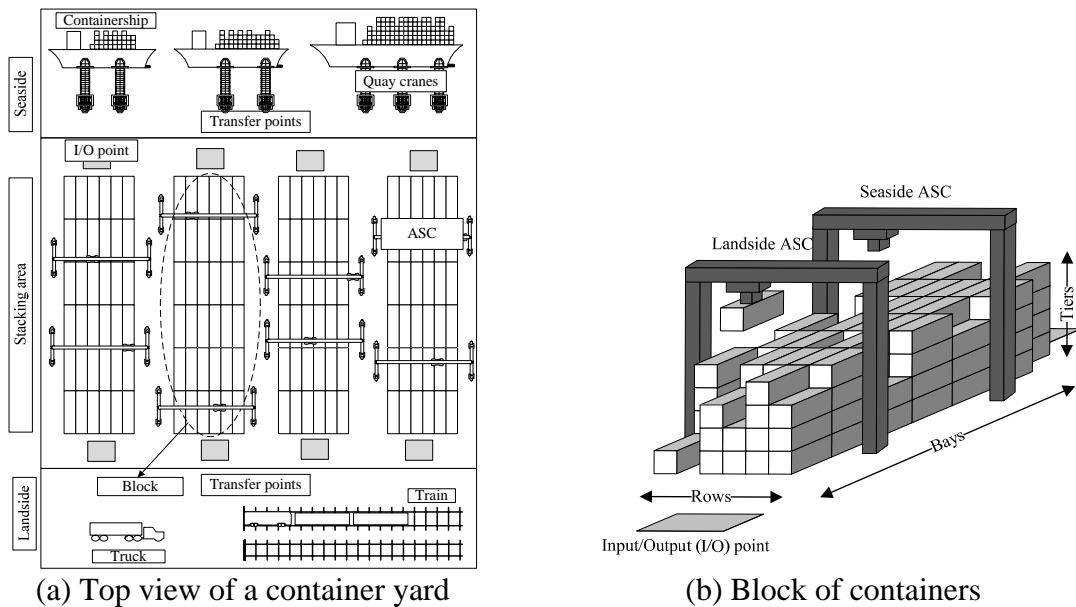 Containership
Quay cranes
Seaside
Transfer points
I/O point
ASC
Stacking area
Block
Transfer points
Train
Landside
Truck
(a) Top view of a container yard
Seaside ASC
Landside ASC
Tiers
Bays
Rows
Input/Output (I/O) point
(b) Block of containers